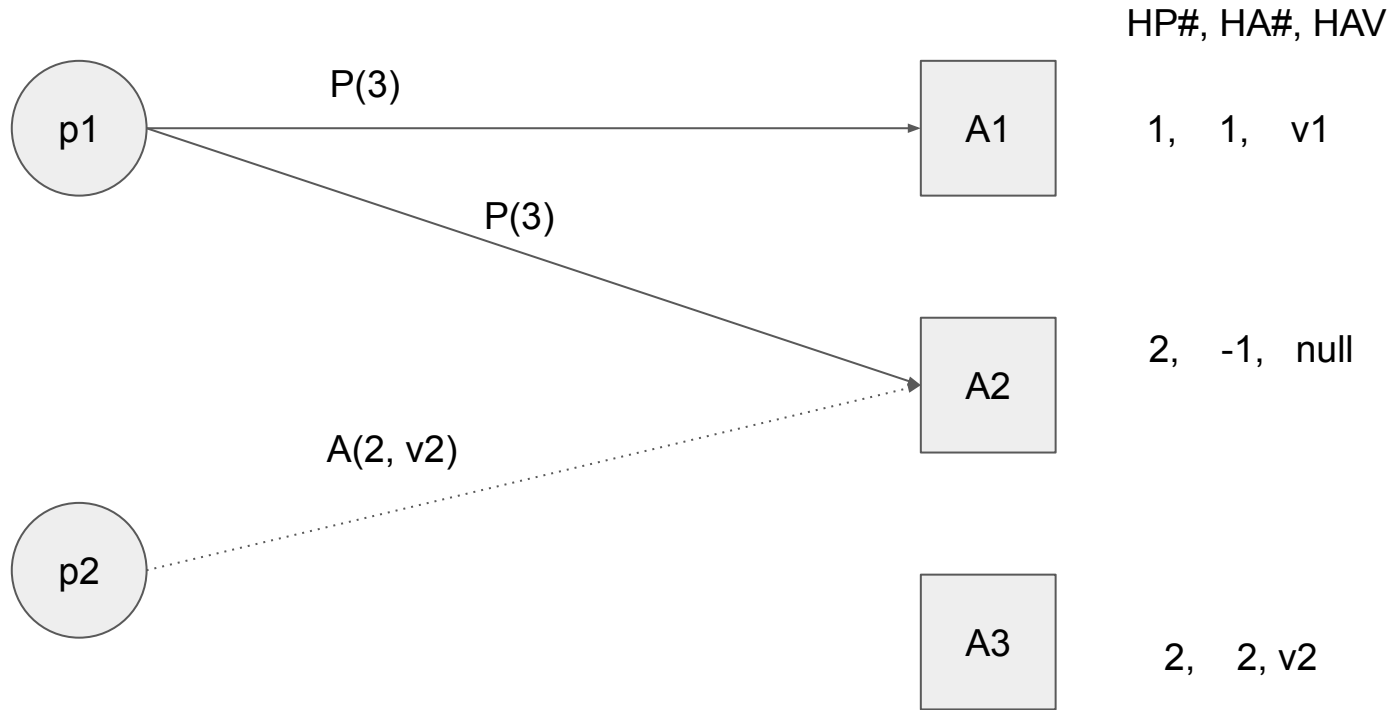 HP#, HA#, HAV
P(3)
p1
A1
1, 1, v1
P(3)
2, -1, null
A2
A(2, v2)
p2
A3
2, 2, v2